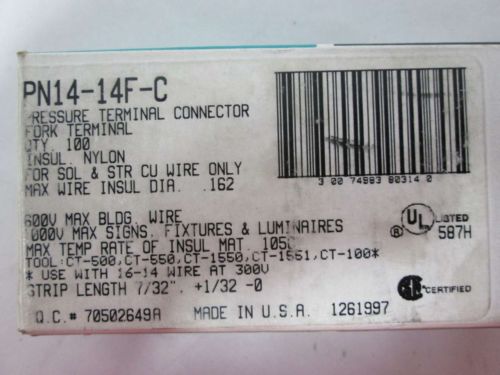 PN14-14F-C
PRESSURE TERMINAL CONNECTOR
FORK TERMINAL
QTY. 100
INSUL. NYLON
FOR SOL & STR CU WIRE ONLY
MAX WIRE INSUL DIA. .162
3 00 74983 80314 0
600V MAX BLDG. WIRE
1000V MAX SIGNS, FIXTURES & LUMINAIRES
MAX TEMP RATE OF INSUL MAT. 105C
UL LISTED
® 587H
TOOL:CT-500,CT-550,CT-1550,CT-1551,CT-100*
* USE WITH 16-14 WIRE AT 300V
STRIP LENGTH 7/32". +1/32 -0
CERTIFIED
Q.C.# 70502649A MADE IN U.S.A. 1261997